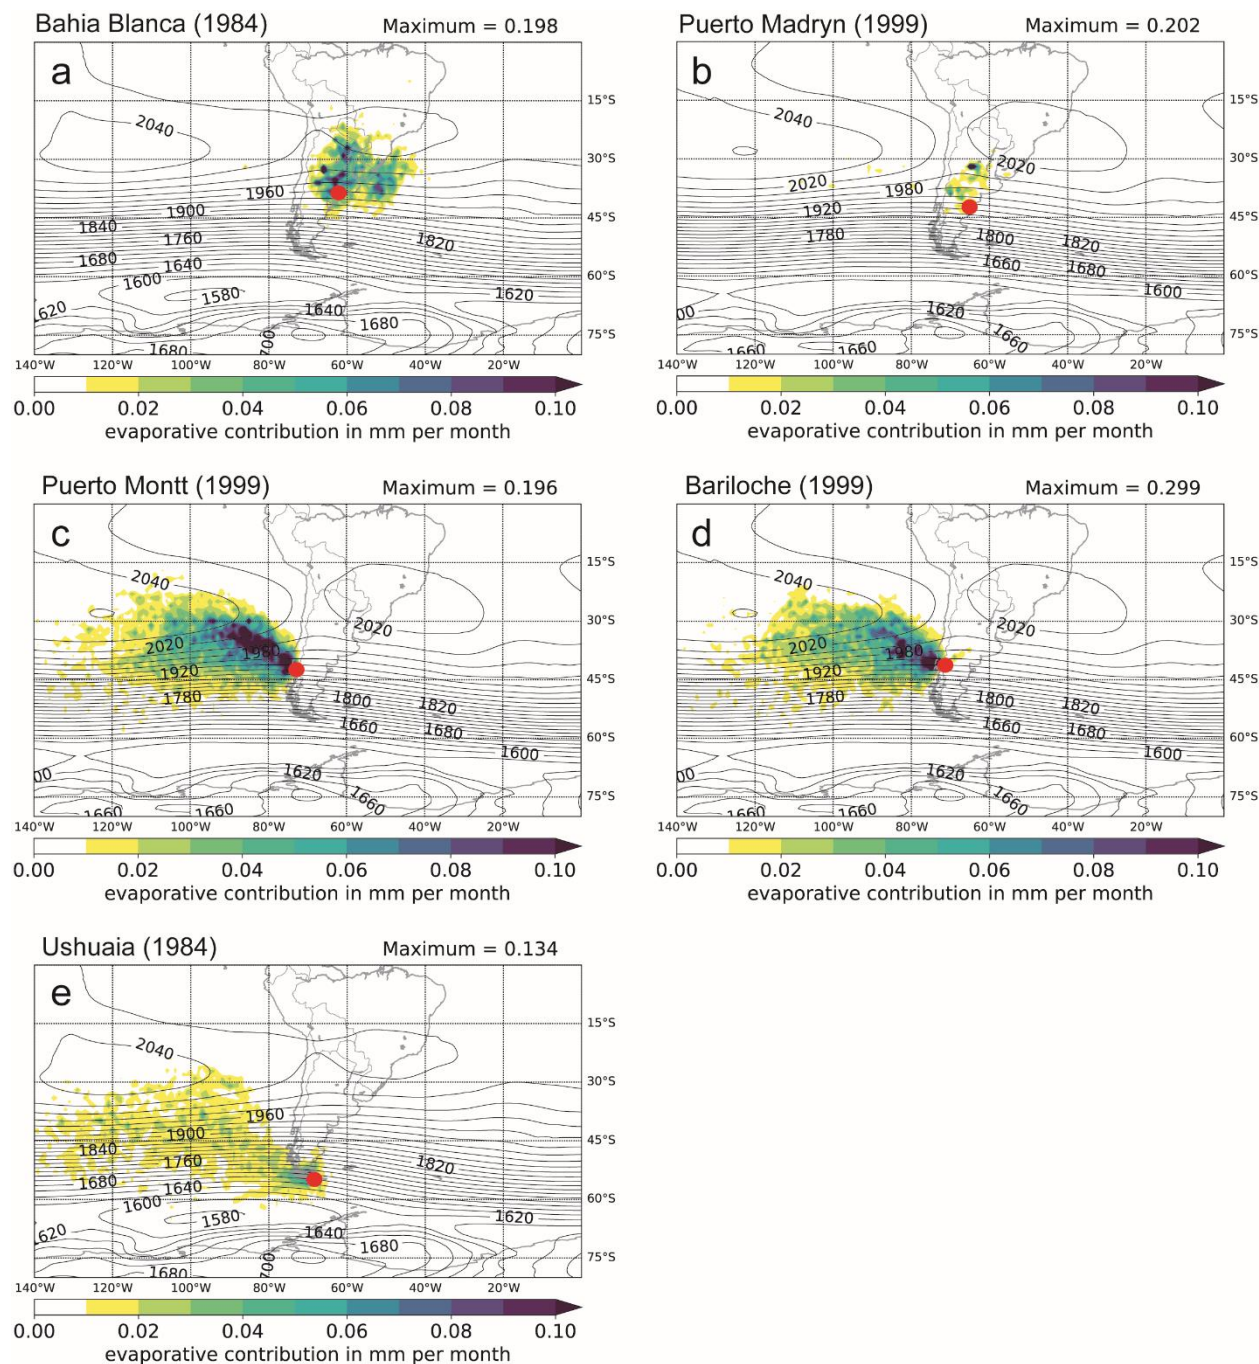 Bahia Blanca (1984) Maximum = 0.198
a
2040
15°S
30°S
1960
1900
1840
45°S
1760
1820
1680
1640
60°S
1600
1580
1620
1620
1640
1680
75°S
1680
700
140°W 120°W 100°W 80°W 60°W 40°W 20°W
0.00 0.02 0.04 0.06 0.08 0.10
evaporative contribution in mm per month
Puerto Madryn (1999) Maximum = 0.202
b
2040
15°S
30°S
2020
2020
1980
1920
45°S
1780
1800
1820
1660
1680
60°S
1600
00
1620
1660
75°S
1660
1660
140°W 120°W 100°W 80°W 60°W 40°W 20°W
0.00 0.02 0.04 0.06 0.08 0.10
evaporative contribution in mm per month
Puerto Montt (1999) Maximum = 0.196
c
2040
15°S
30°S
2020
2020
1980
1920
45°S
1780
1800
1820
1660
1680
60°S
1600
00
1620
1660
75°S
1660
1660
140°W 120°W 100°W 80°W 60°W 40°W 20°W
0.00 0.02 0.04 0.06 0.08 0.10
evaporative contribution in mm per month
Bariloche (1999) Maximum = 0.299
d
2040
15°S
30°S
2020
2020
1980
1920
45°S
1780
1800
1820
1660
1680
60°S
1600
00
1620
1660
75°S
1660
1660
140°W 120°W 100°W 80°W 60°W 40°W 20°W
0.00 0.02 0.04 0.06 0.08 0.10
evaporative contribution in mm per month
Ushuaia (1984) Maximum = 0.134
e
2040
15°S
30°S
1960
1900
1840
45°S
1760
1820
1680
1640
60°S
1600
1580
1620
1620
1640
1680
75°S
1680
700
140°W 120°W 100°W 80°W 60°W 40°W 20°W
0.00 0.02 0.04 0.06 0.08 0.10
evaporative contribution in mm per month